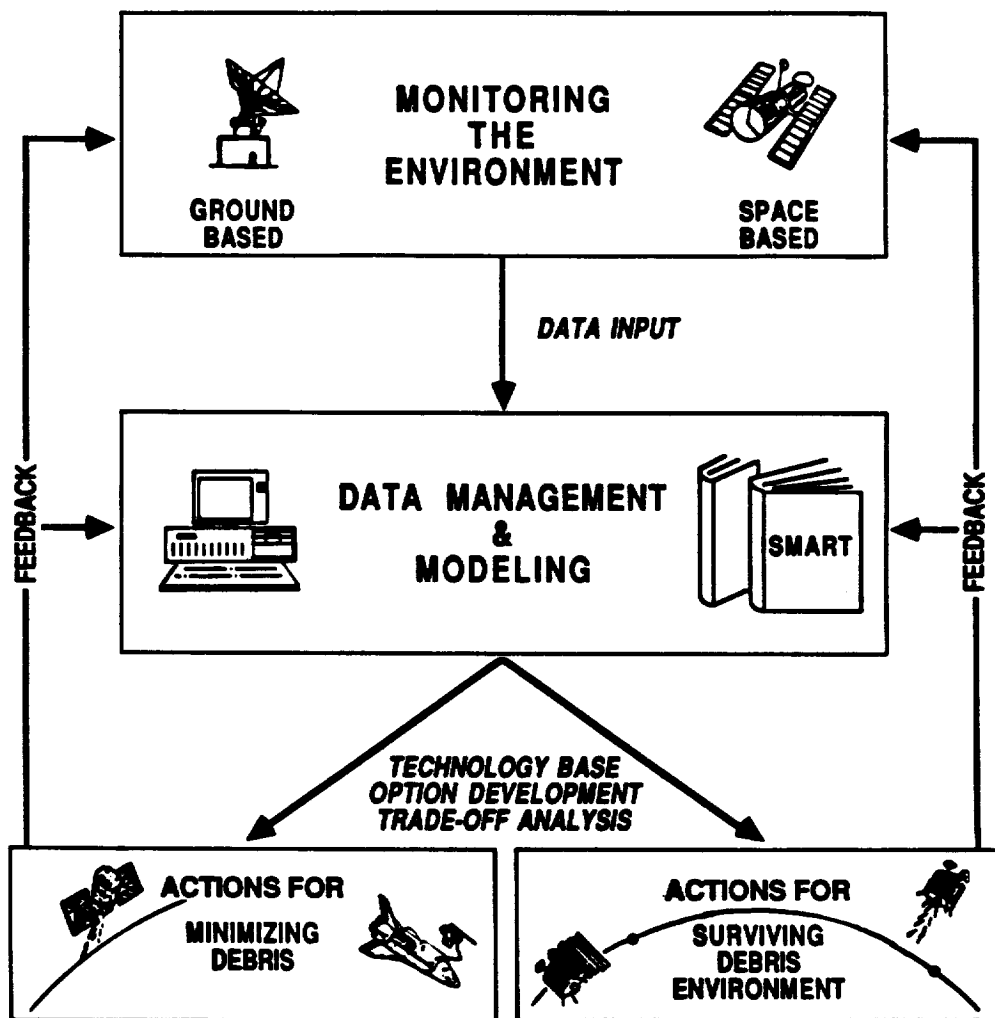 MONITORING
THE
ENVIRONMENT
GROUND
BASED
SPACE
BASED
DATA INPUT
FEEDBACK
DATA MANAGEMENT
&
MODELING
SMART
FEEDBACK
TECHNOLOGY BASE
OPTION DEVELOPMENT
TRADE-OFF ANALYSIS
ACTIONS FOR
MINIMIZING
DEBRIS
ACTIONS FOR
SURVIVING
DEBRIS
ENVIRONMENT